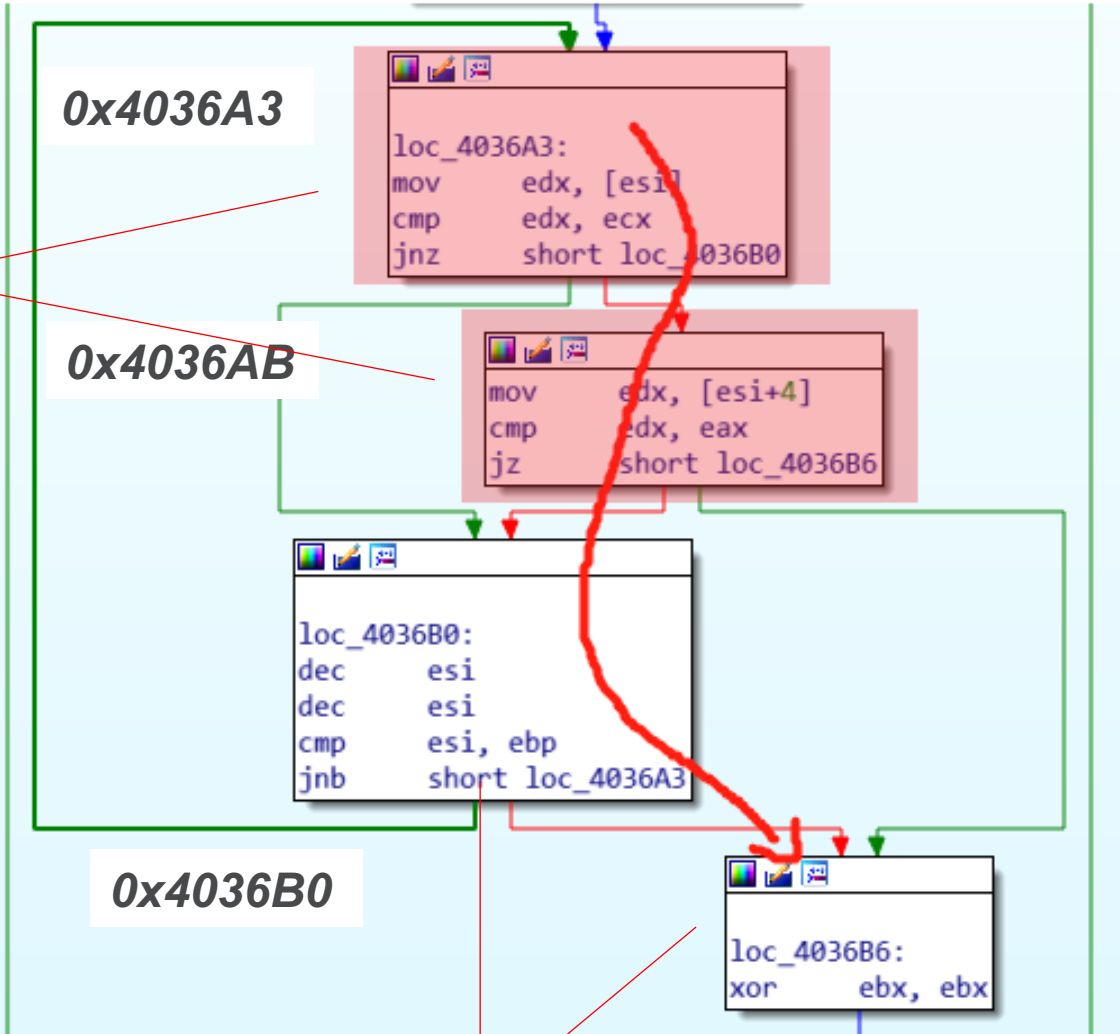 0x4036A3
loc_4036A3:
mov edx, [esi]
cmp edx, ecx
jnz short loc_4036B0
0x4036AB
mov edx, [esi+4]
cmp edx, eax
jz short loc_4036B6
loc_4036B0:
dec esi
dec esi
cmp esi, ebp
jnb short loc_4036A3
0x4036B0
loc_4036B6:
xor ebx, ebx